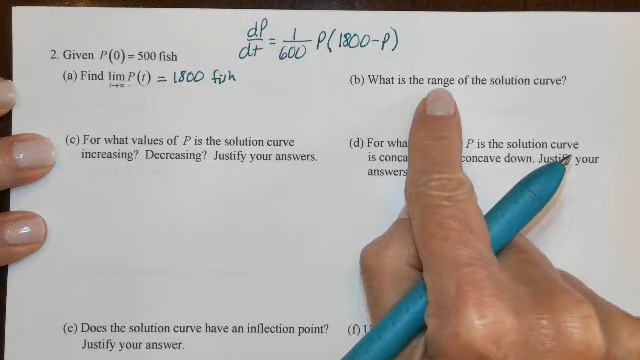 dP/dt = 1/600 P(1800-P)
2. Given P(0) = 500 fish
(a) Find lim t→∞ P(t) = 1800 fish
(b) What is the range of the solution curve?
(c) For what values of P is the solution curve
increasing? Decreasing? Justify your answers.
(d) For P is the solution curve
is concave down. Justify your
answers
(e) Does the solution curve have an inflection point?
Justify your answer.
(f)